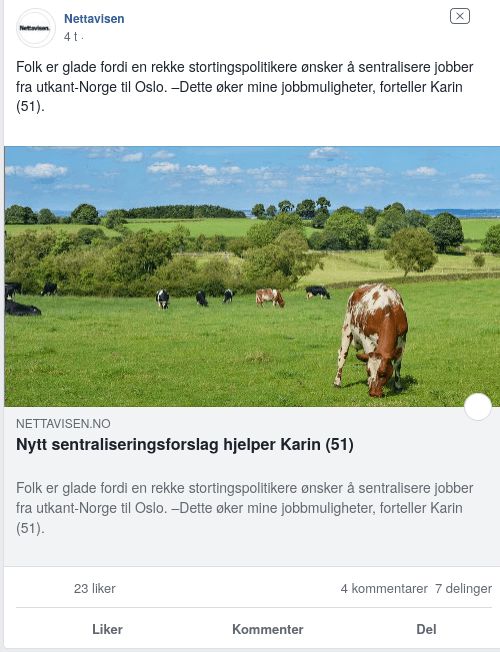 Nettavisen.
Nettavisen
4 t ·
Folk er glade fordi en rekke stortingspolitikere ønsker å sentralisere jobber
fra utkant-Norge til Oslo. –Dette øker mine jobbmuligheter, forteller Karin
(51).
NETTAVISEN.NO
Nytt sentraliseringsforslag hjelper Karin (51)
Folk er glade fordi en rekke stortingspolitikere ønsker å sentralisere jobber
fra utkant-Norge til Oslo. –Dette øker mine jobbmuligheter, forteller Karin
(51).
23 liker 4 kommentarer 7 delinger
Liker Kommenter Del